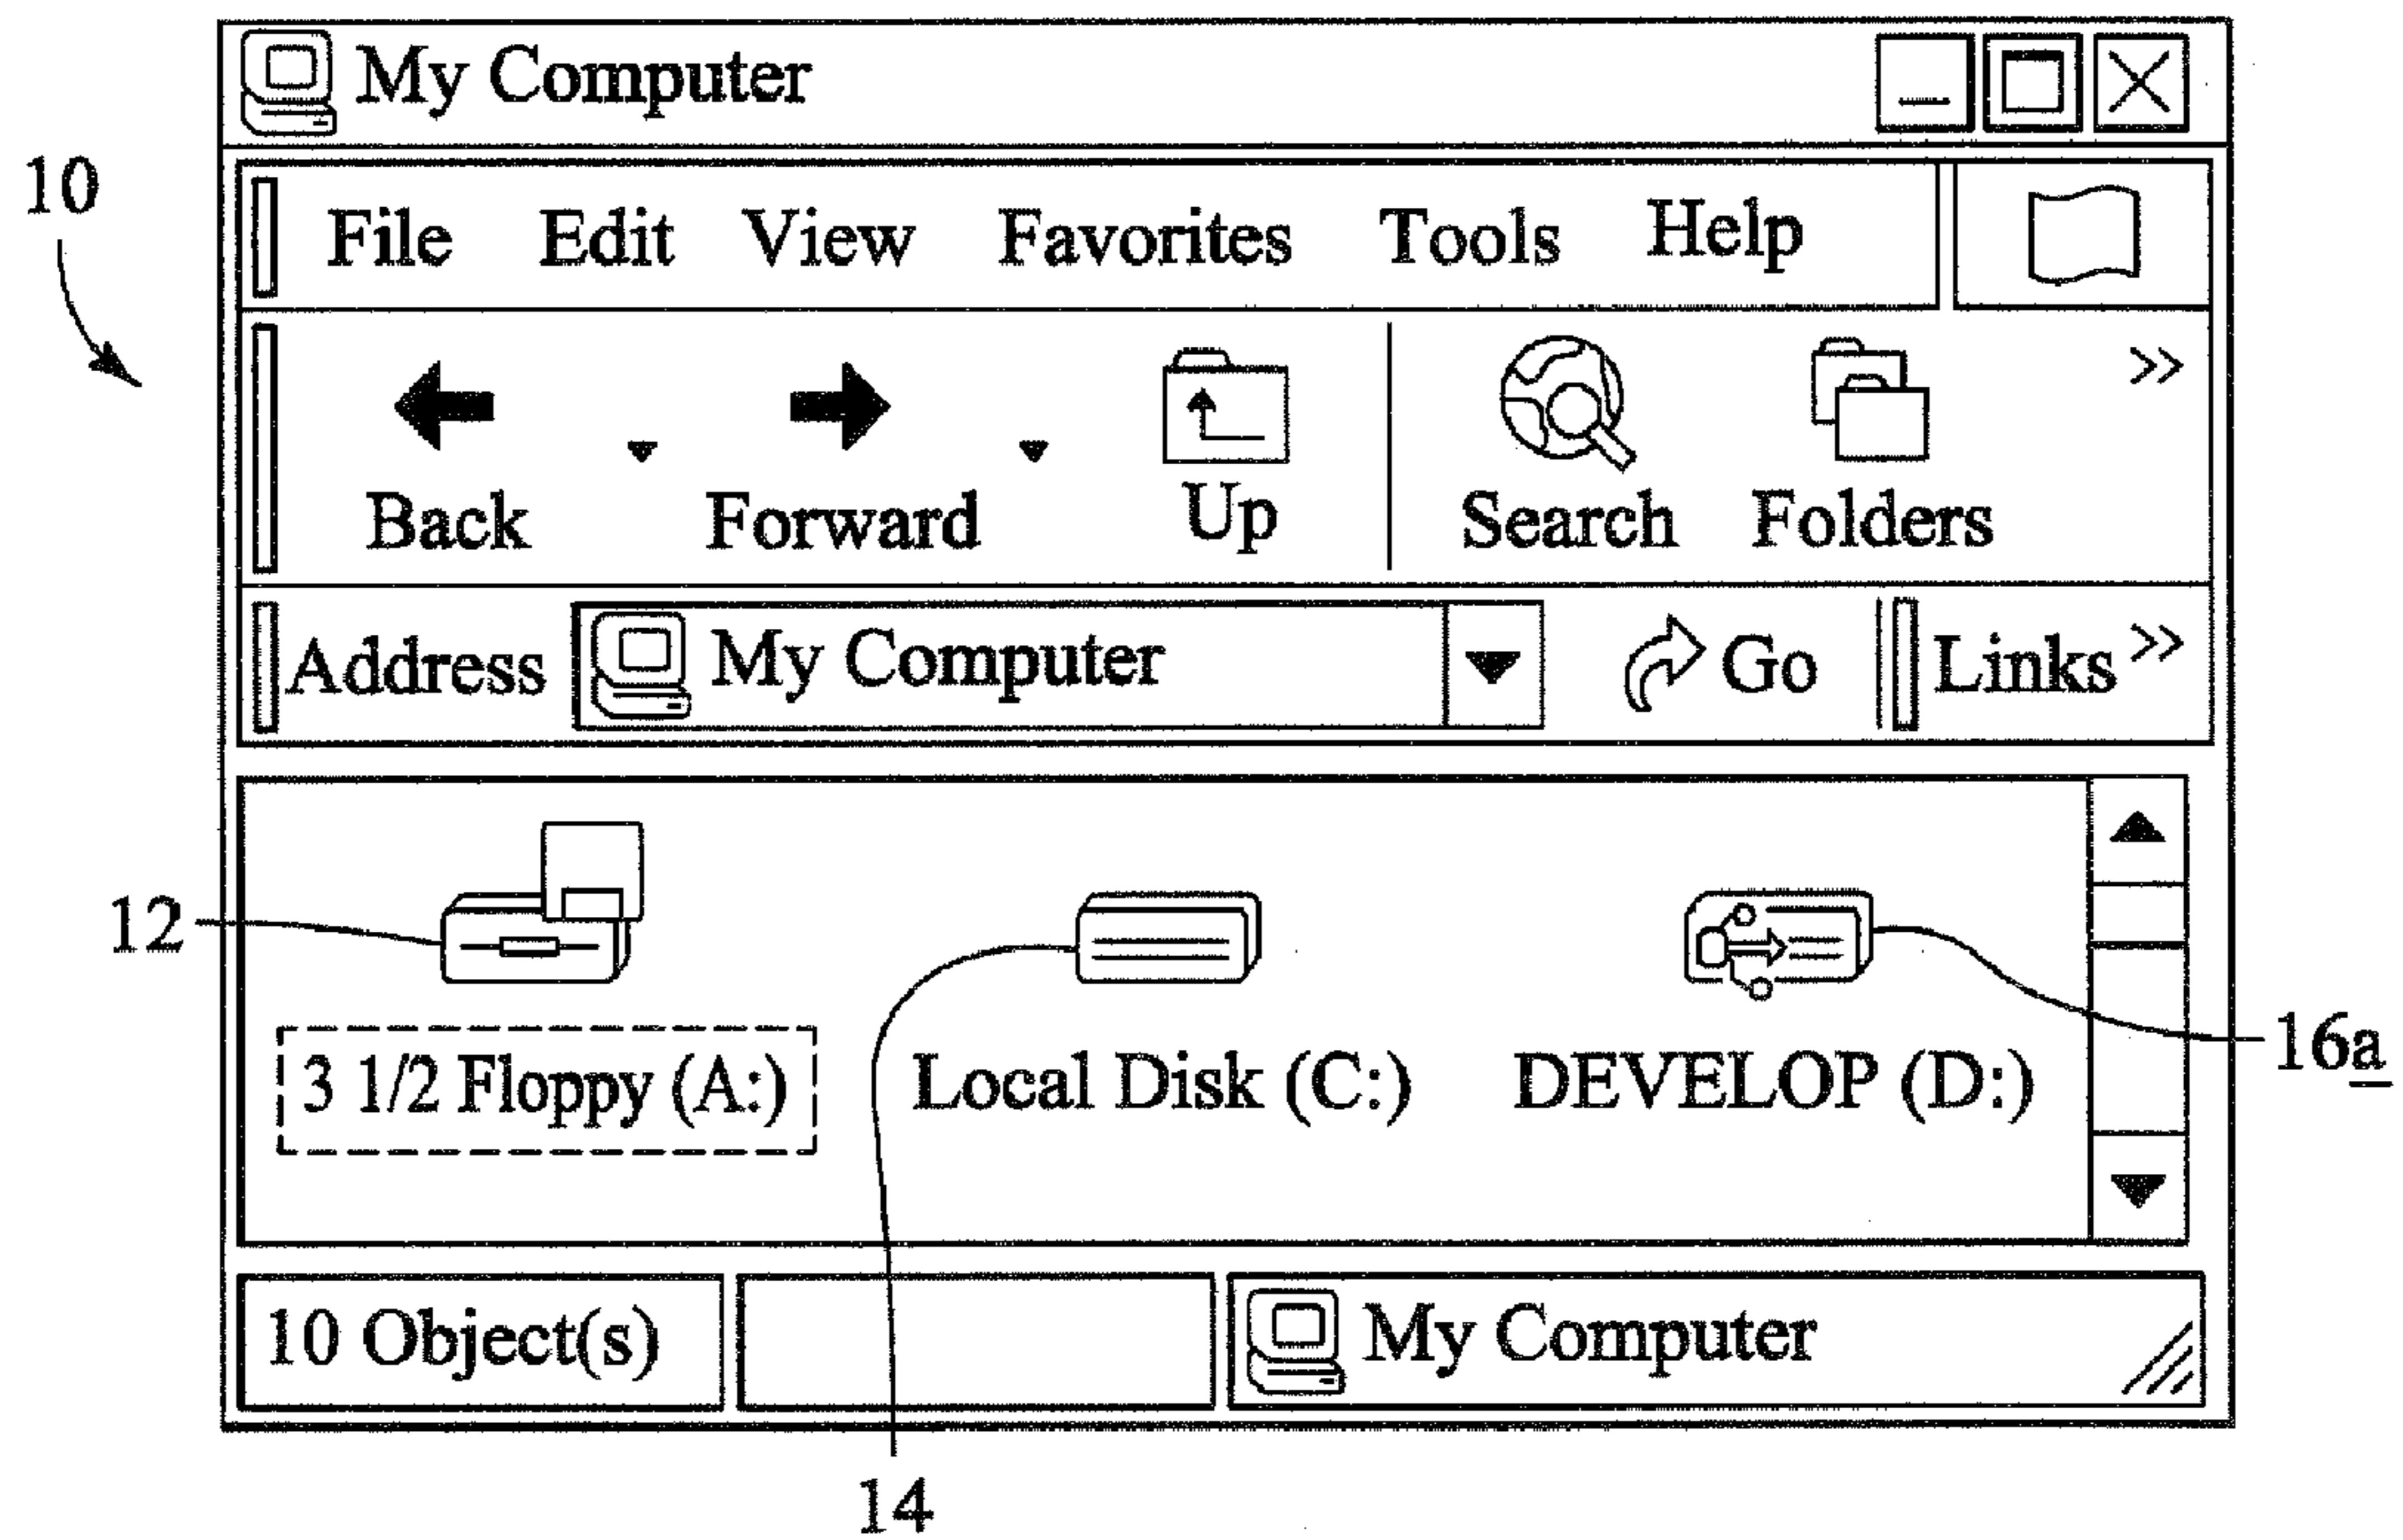 My Computer
10
File Edit View Favorites Tools Help
Back Forward Up Search Folders >>
Address My Computer Go Links >>
12
16a
3 1/2 Floppy (A:) Local Disk (C:) DEVELOP (D:)
10 Object(s) My Computer
14